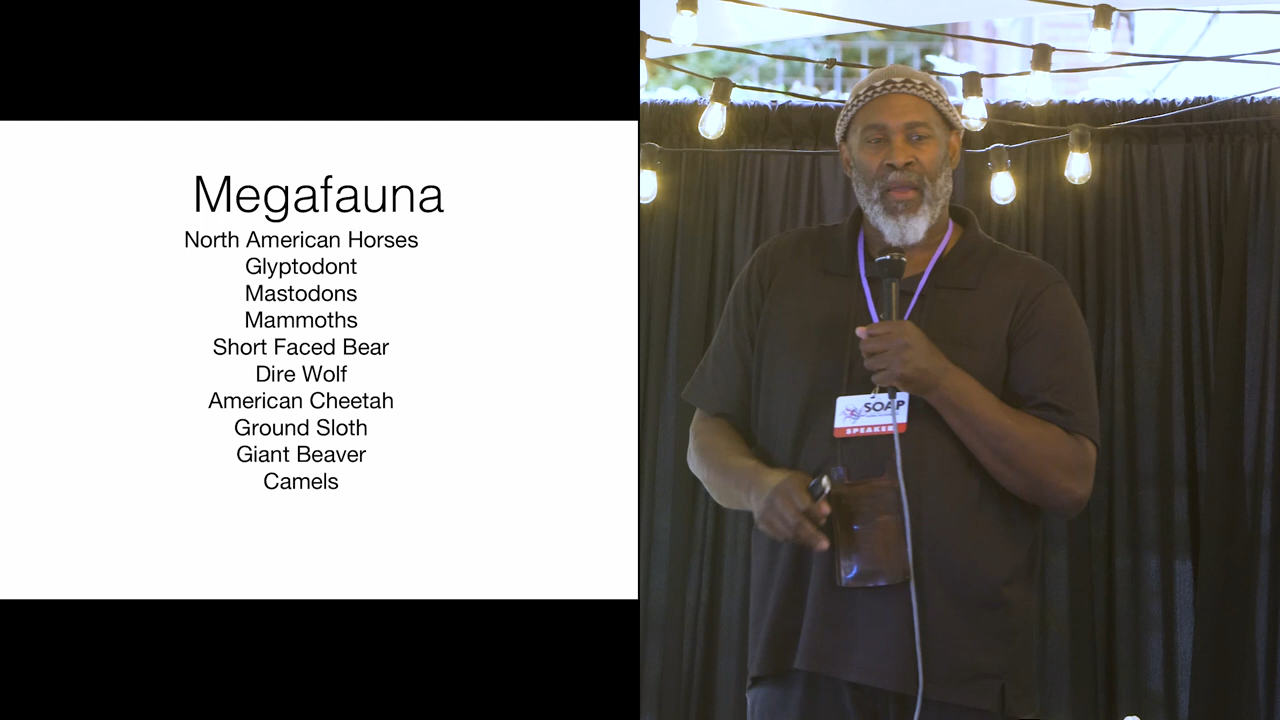 Megafauna
North American Horses
Glyptodont
Mastodons
Mammoths
Short Faced Bear
Dire Wolf
American Cheetah
Ground Sloth
Giant Beaver
Camels
SOAP
SPEAKER